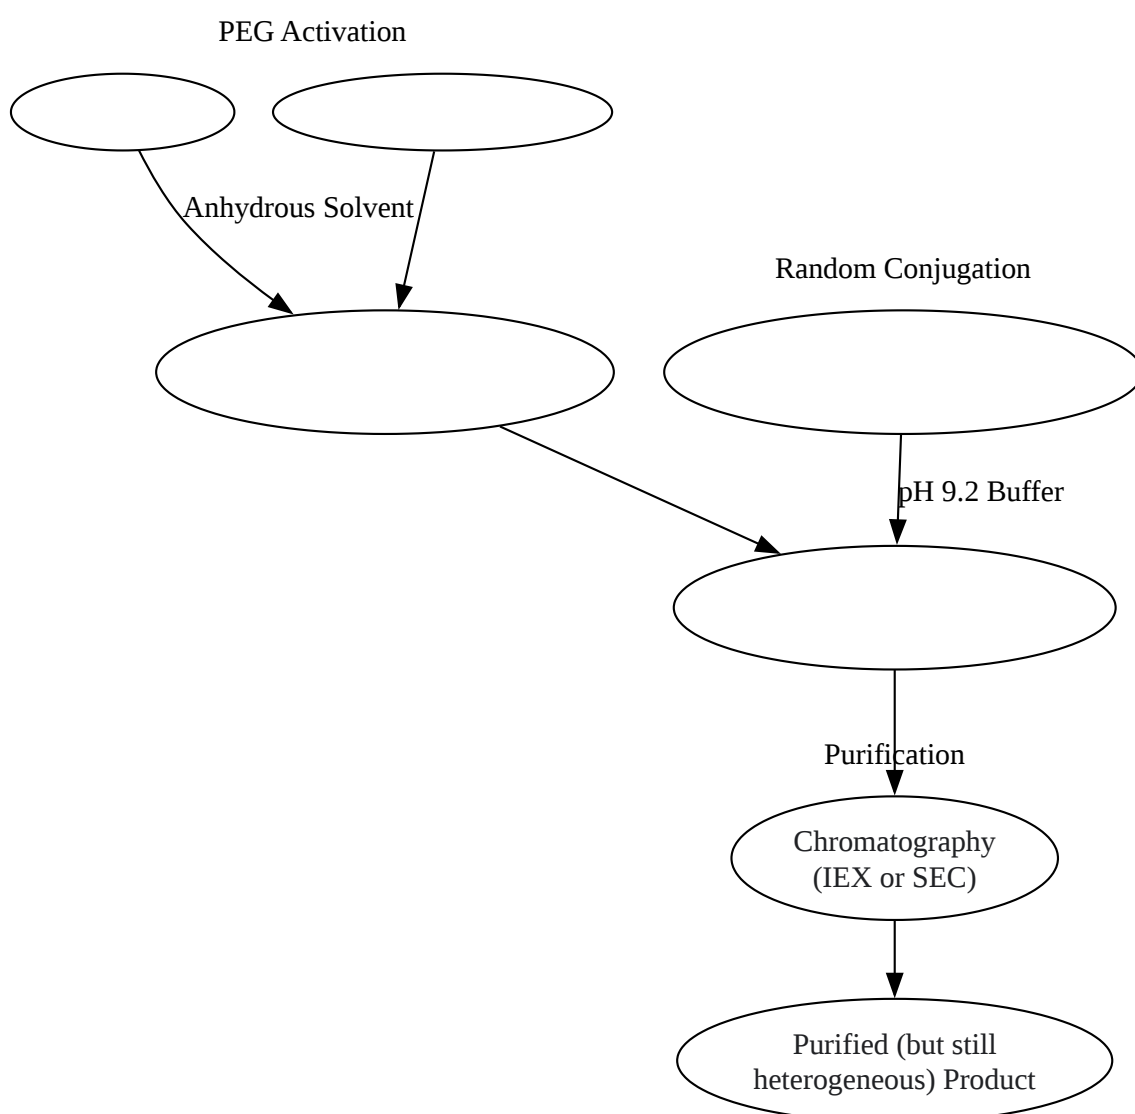 PEG Activation
Anhydrous Solvent
Random Conjugation
pH 9.2 Buffer
Purification
Chromatography
(IEX or SEC)
Purified (but still
heterogeneous) Product